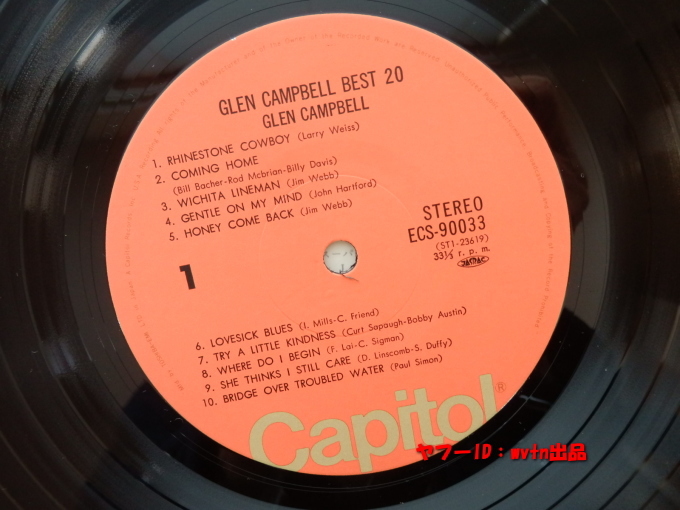 GLEN CAMPBELL BEST 20
GLEN CAMPBELL
1. RHINESTONE COWBOY (Larry Weiss)
2. COMING HOME
(Bill Bacher-Rod Mcbrian-Billy Davis)
3. WICHITA LINEMAN (Jim Webb)
4. GENTLE ON MY MIND (John Hartford)
5. HONEY COME BACK (Jim Webb)
STEREO
ECS-90033
(ST1-23619)
33⅓ r. p. m.
JASRAC
1
6. LOVESICK BLUES (I. Mills-C. Friend)
7. TRY A LITTLE KINDNESS (Curt Sapaugh-Bobby Austin)
8. WHERE DO I BEGIN (F. Lai-C. Sigman)
9. SHE THINKS I STILL CARE (D. Linscomb-S. Duffy)
10. BRIDGE OVER TROUBLED WATER (Paul Simon)
Capitol®
ヤフーID：mvtn出品